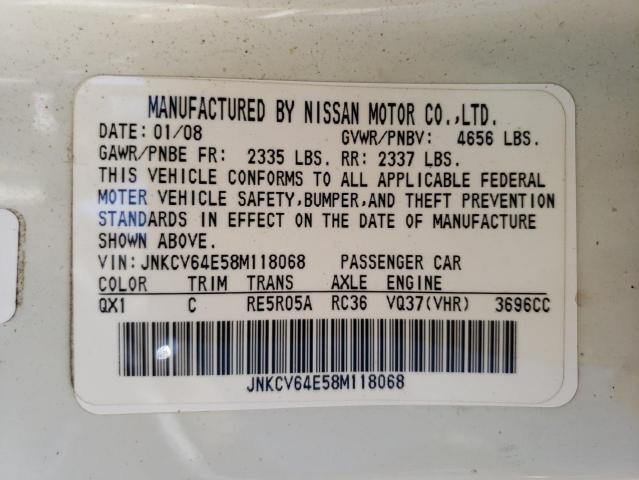 MANUFACTURED BY NISSAN MOTOR CO.,LTD.
DATE: 01/08 GVWR/PNBV: 4656 LBS.
GAWR/PNBE FR: 2335 LBS. RR: 2337 LBS.
THIS VEHICLE CONFORMS TO ALL APPLICABLE FEDERAL
MOTER VEHICLE SAFETY,BUMPER,AND THEFT PREVENTION
STANDARDS IN EFFECT ON THE DATE OF MANUFACTURE
SHOWN ABOVE.
VIN:JNKCV64E58M118068 PASSENGER CAR
COLOR TRIM TRANS AXLE ENGINE
QX1 C RE5R05A RC36 VQ37(VHR) 3696CC
JNKCV64E58M118068